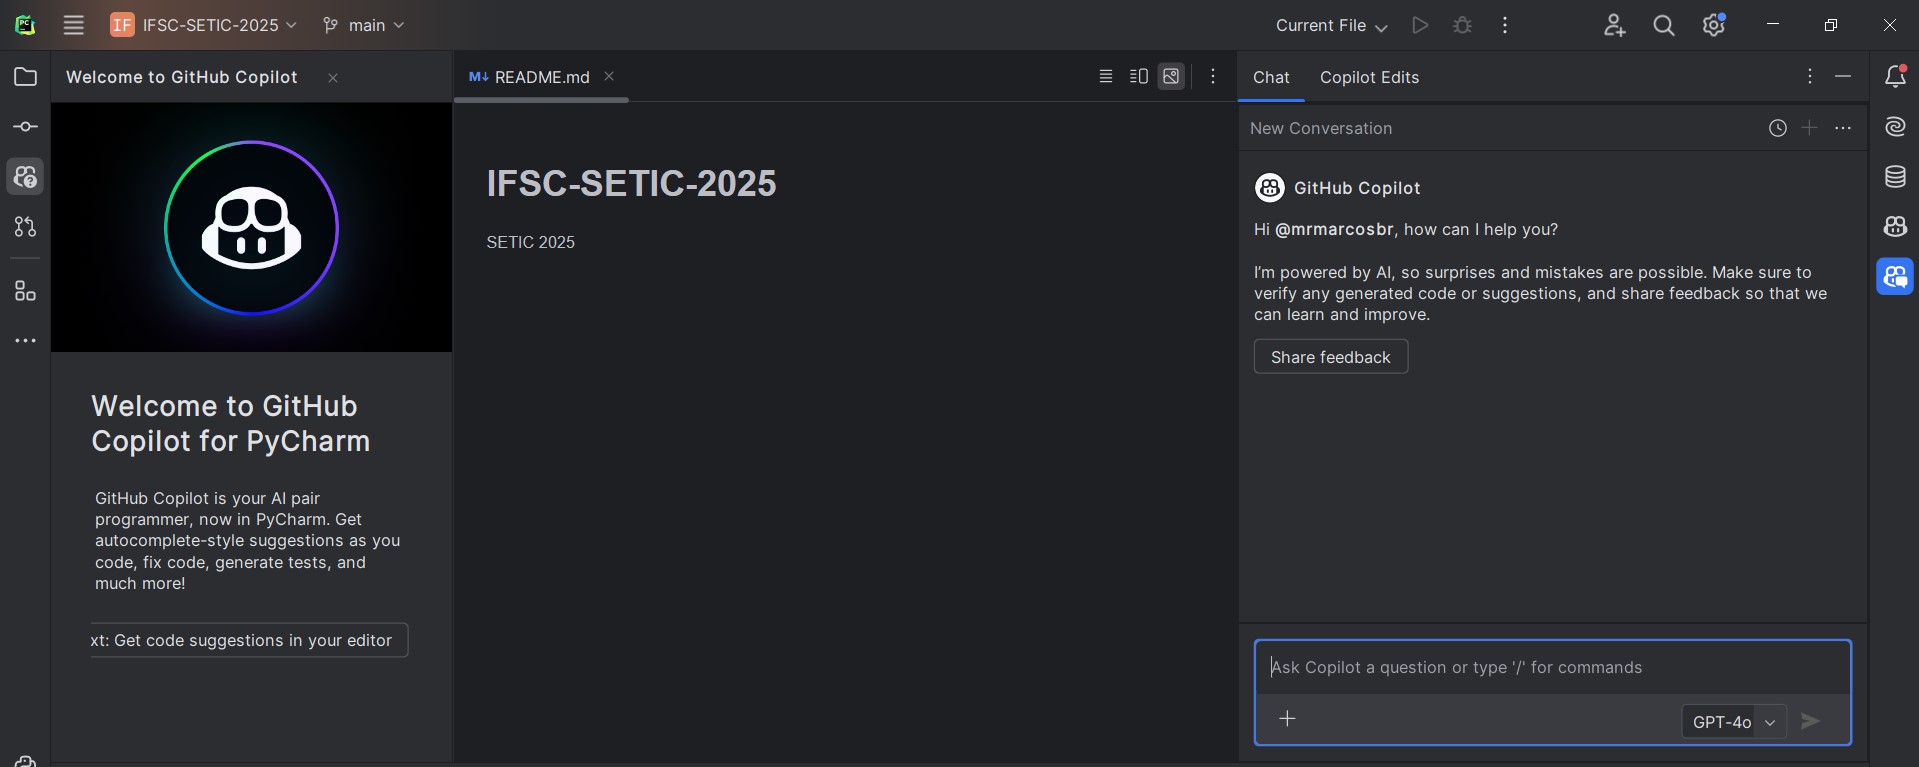 PC
IF IFSC-SETIC-2025
main
Current File
Welcome to GitHub Copilot
Welcome to GitHub
Copilot for PyCharm
GitHub Copilot is your AI pair
programmer, now in PyCharm. Get
autocomplete-style suggestions as you
code, fix code, generate tests, and
much more!
xt: Get code suggestions in your editor
M↓ README.md
IFSC-SETIC-2025
SETIC 2025
Chat
Copilot Edits
New Conversation
GitHub Copilot
Hi @mrmarcosbr, how can I help you?
I'm powered by AI, so surprises and mistakes are possible. Make sure to
verify any generated code or suggestions, and share feedback so that we
can learn and improve.
Share feedback
Ask Copilot a question or type '/' for commands
GPT-4o